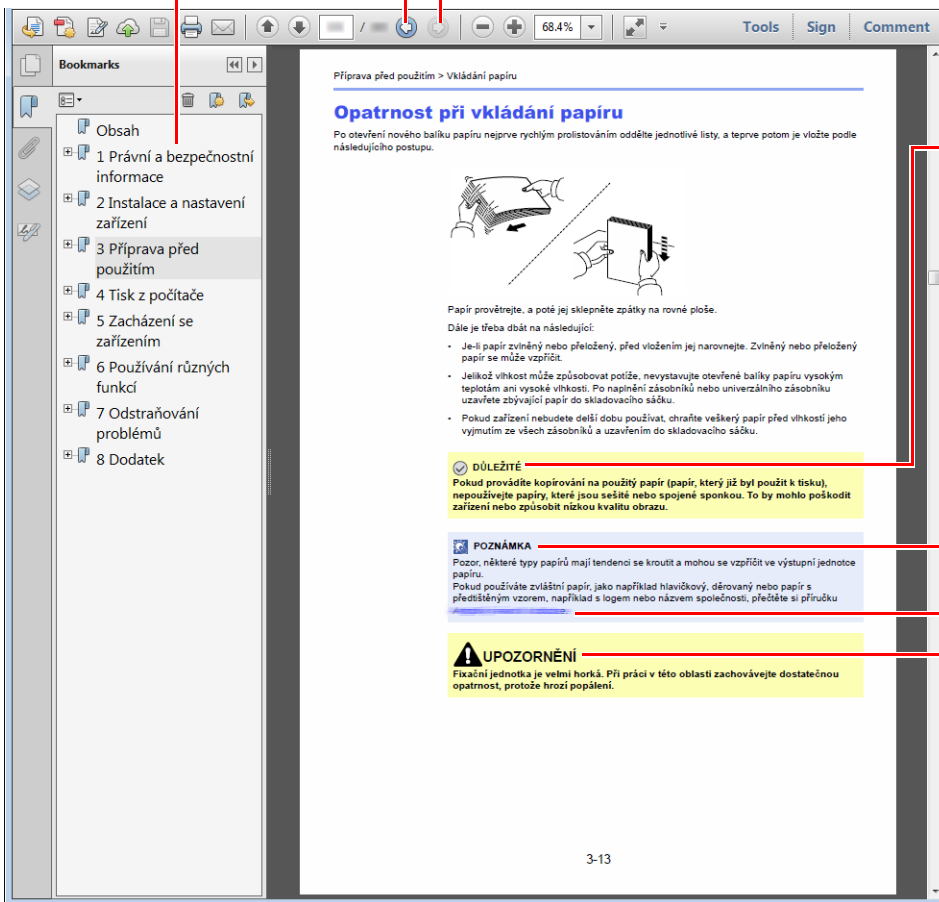 /
68.4%
Tools
Sign
Comment
Bookmarks
Obsah
1 Právní a bezpečnostní
informace
2 Instalace a nastavení
zařízení
3 Příprava před
použitím
4 Tisk z počítače
5 Zacházení se
zařízením
6 Používání různých
funkcí
7 Odstraňování
problémů
8 Dodatek
Příprava před použitím > Vkládání papíru
Opatrnost při vkládání papíru
Po otevření nového balíku papíru nejprve rychlým prolistováním oddělte jednotlivé listy, a teprve potom je vložte podle
následujícího postupu.
Papír provětrejte, a poté jej sklepněte zpátky na rovné ploše.
Dále je třeba dbát na následující:
• Je-li papír zvlněný nebo přeložený, před vložením jej narovnejte. Zvlněný nebo přeložený
papír se může vzpříčit.
• Jelikož vlhkost může způsobovat potíže, nevystavujte otevřené balíky papíru vysokým
teplotám ani vysoké vlhkosti. Po naplnění zásobníků nebo univerzálního zásobníku
uzavřete zbývající papír do skladovacího sáčku.
• Pokud zařízení nebudete delší dobu používat, chraňte veškerý papír před vlhkostí jeho
vyjmutím ze všech zásobníků a uzavřením do skladovacího sáčku.
DŮLEŽITÉ
Pokud provádíte kopírování na použitý papír (papír, který již byl použit k tisku),
nepoužívejte papíry, které jsou sešité nebo spojené sponkou. To by mohlo poškodit
zařízení nebo způsobit nízkou kvalitu obrazu.
POZNÁMKA
Pozor, některé typy papírů mají tendenci se kroutit a mohou se vzpříčit ve výstupní jednotce
papíru.
Pokud používáte zvláštní papír, jako například hlavičkový, děrovaný nebo papír s
předtištěným vzorem, například s logem nebo názvem společnosti, přečtěte si příručku
UPOZORNĚNÍ
Fixační jednotka je velmi horká. Při práci v této oblasti zachovávejte dostatečnou
opatrnost, protože hrozí popálení.
3-13